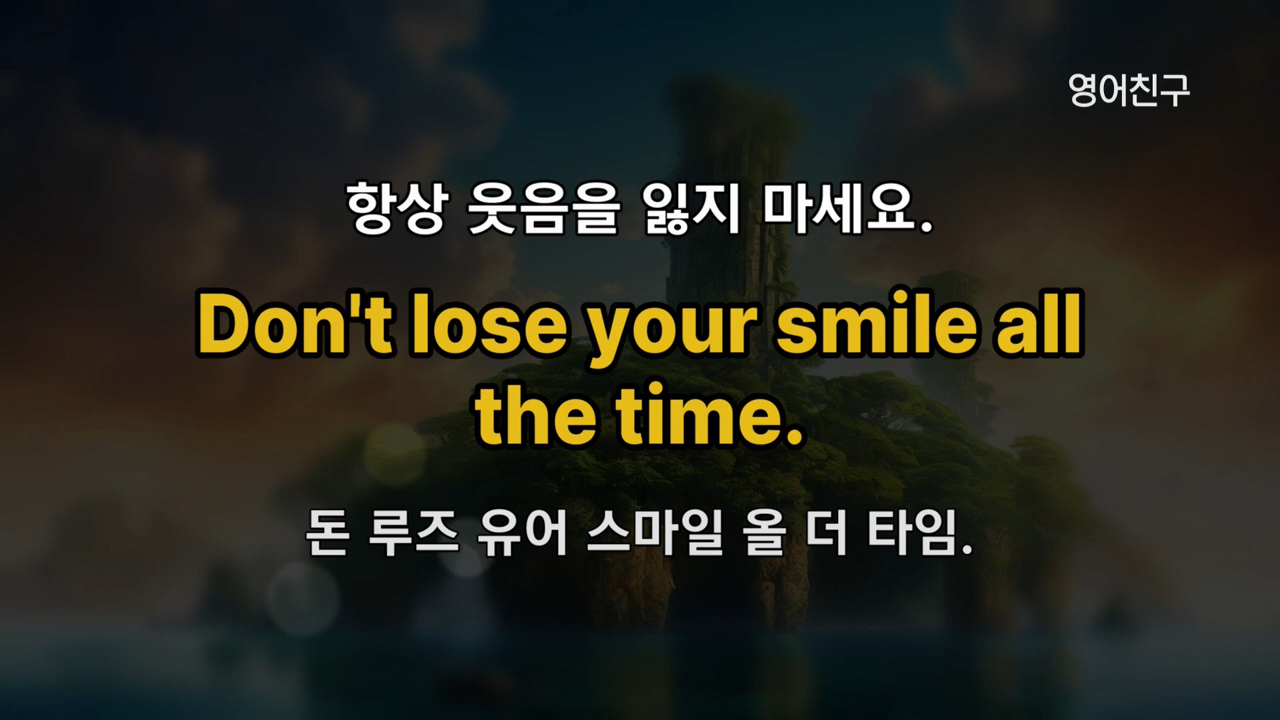 영어친구
항상 웃음을 잃지 마세요.
Don't lose your smile all
the time.
돈 루즈 유어 스마일 올 더 타임.